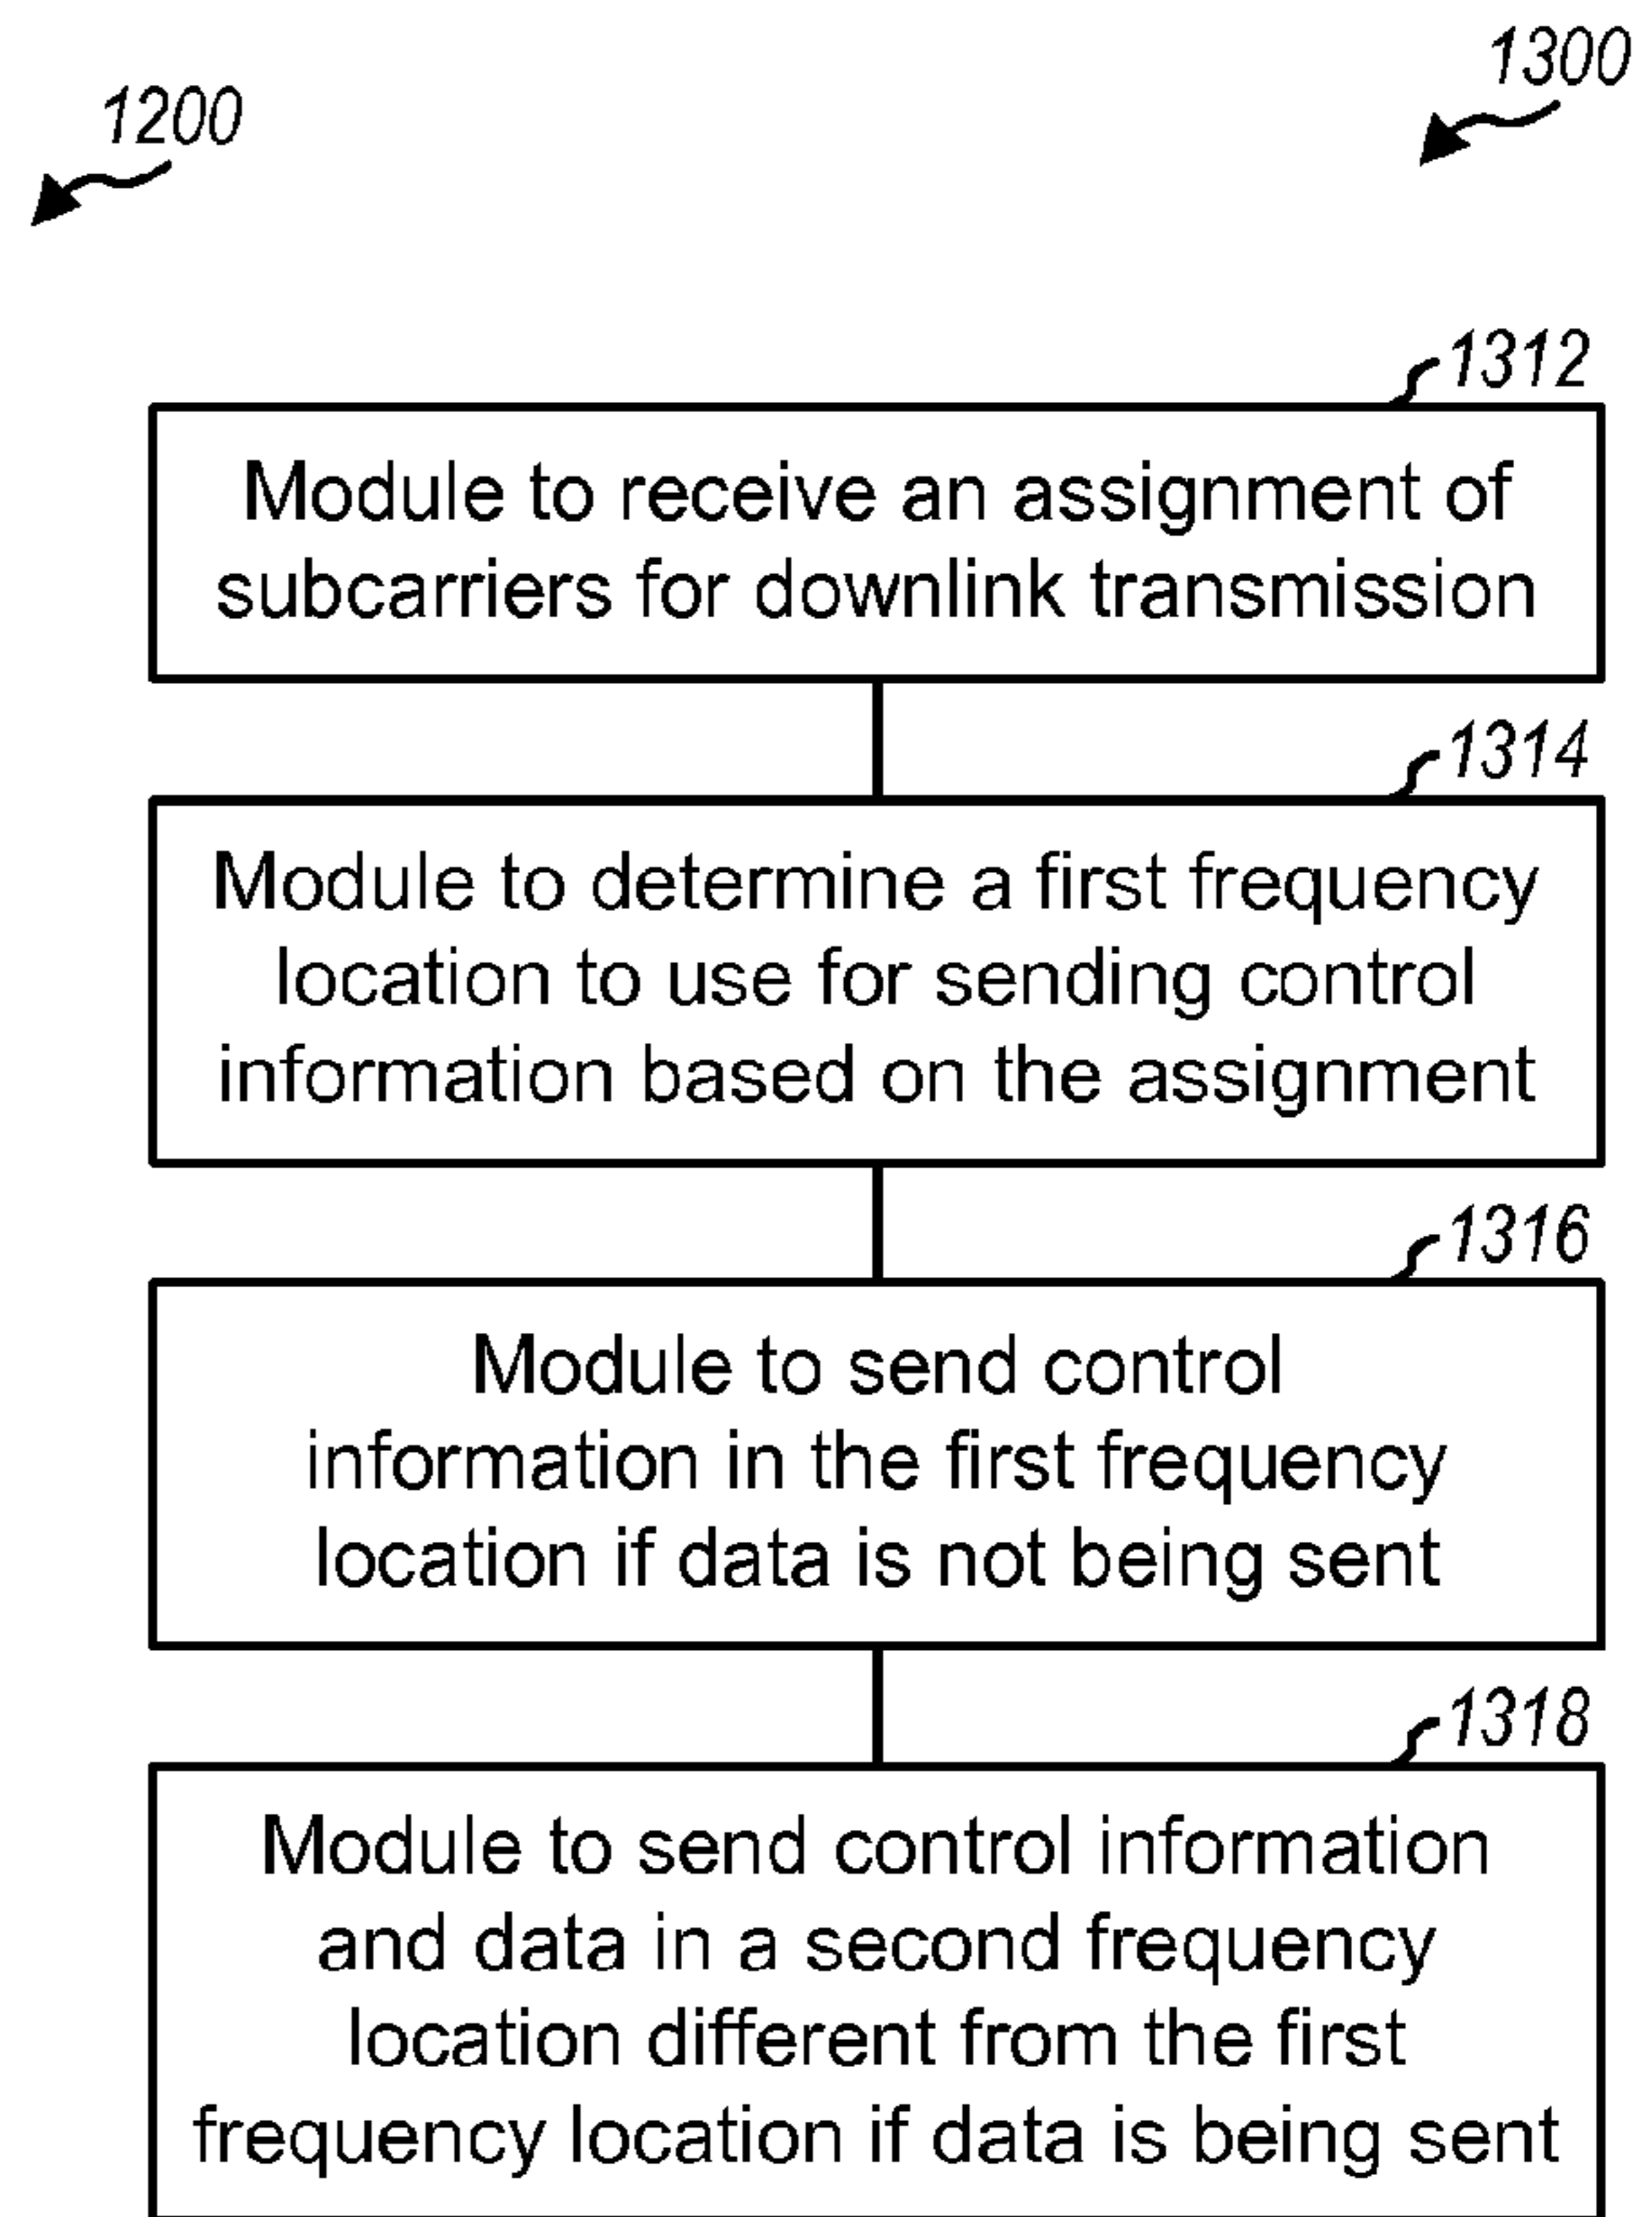 1300
1200
1312
Module to receive an assignment of
subcarriers for downlink transmission
1314
Module to determine a first frequency
location to use for sending control
information based on the assignment
1316
Module to send control
information in the first frequency
location if data is not being sent
1318
Module to send control information
and data in a second frequency
location different from the first
frequency location if data is being sent